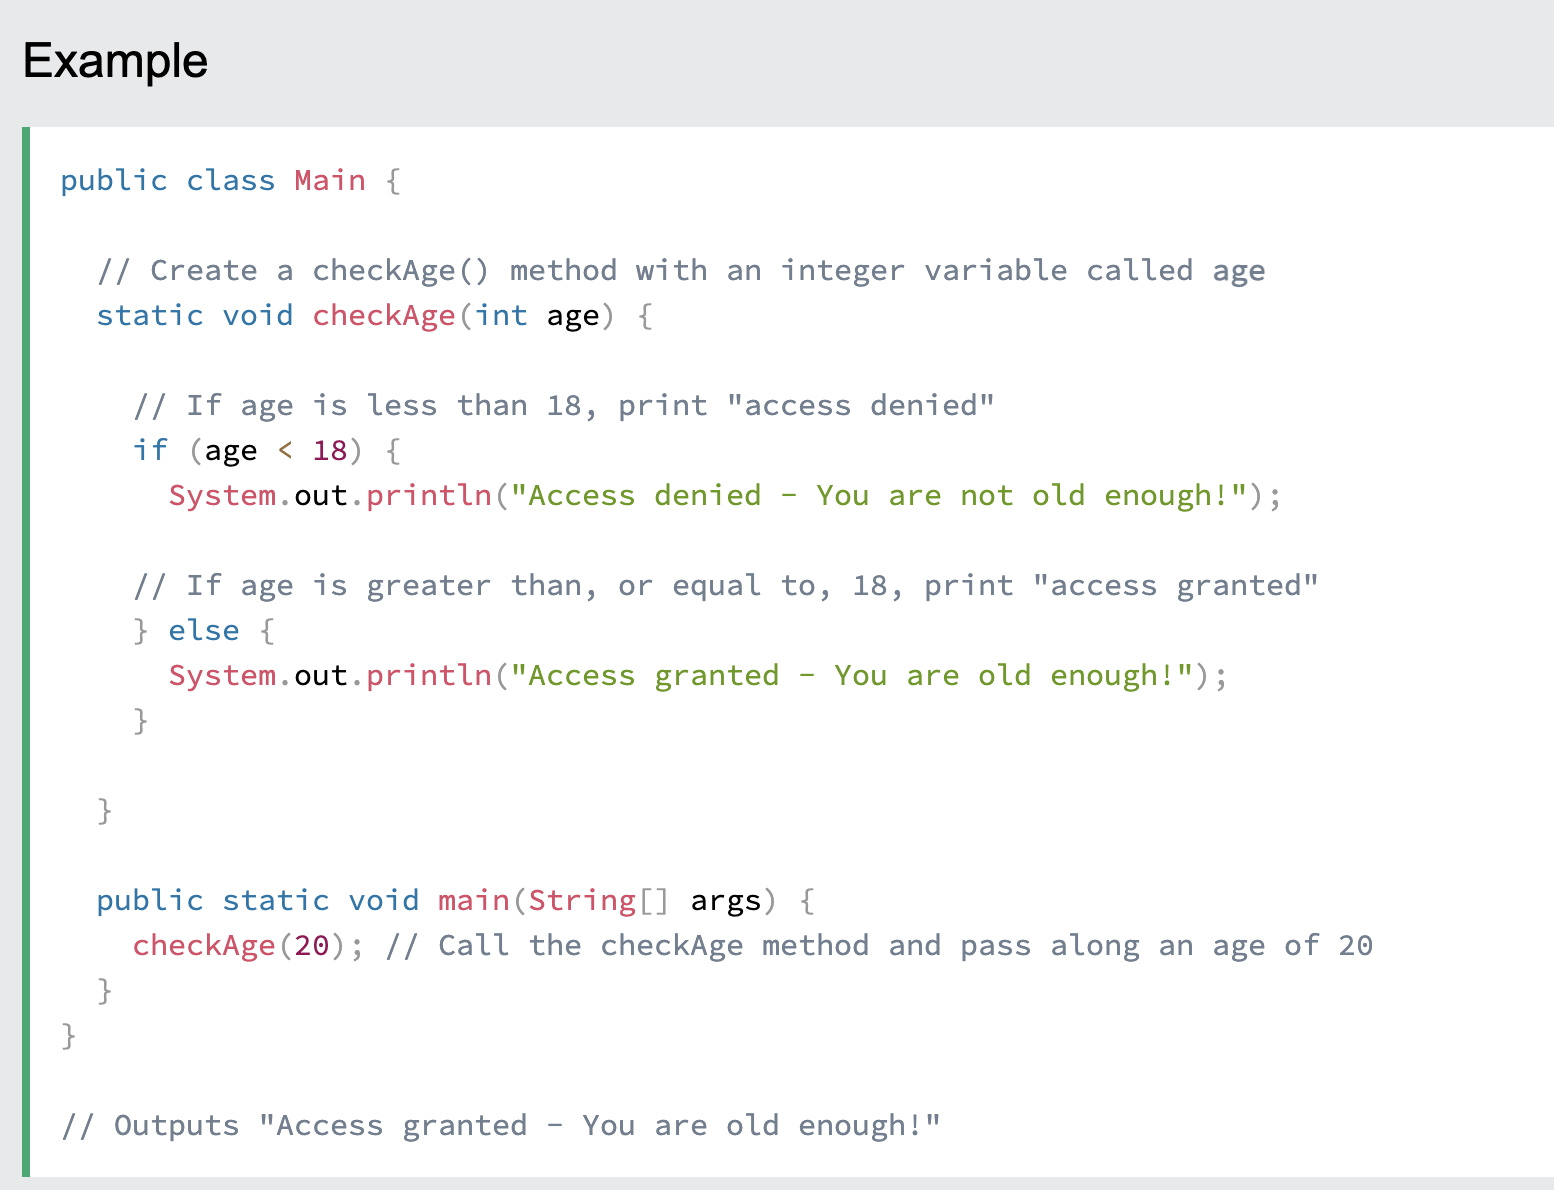 Example
public class Main {
// Create a checkAge() method with an integer variable called age
static void checkAge(int age) {
// If age is less than 18, print "access denied"
if (age < 18) {
System.out.println("Access denied - You are not old enough!");
// If age is greater than, or equal to, 18, print "access granted"
} else {
System.out.println("Access granted - You are old enough!");
}
}
public static void main(String[] args) {
checkAge(20); // Call the checkAge method and pass along an age of 20
}
}
// Outputs "Access granted - You are old enough!"